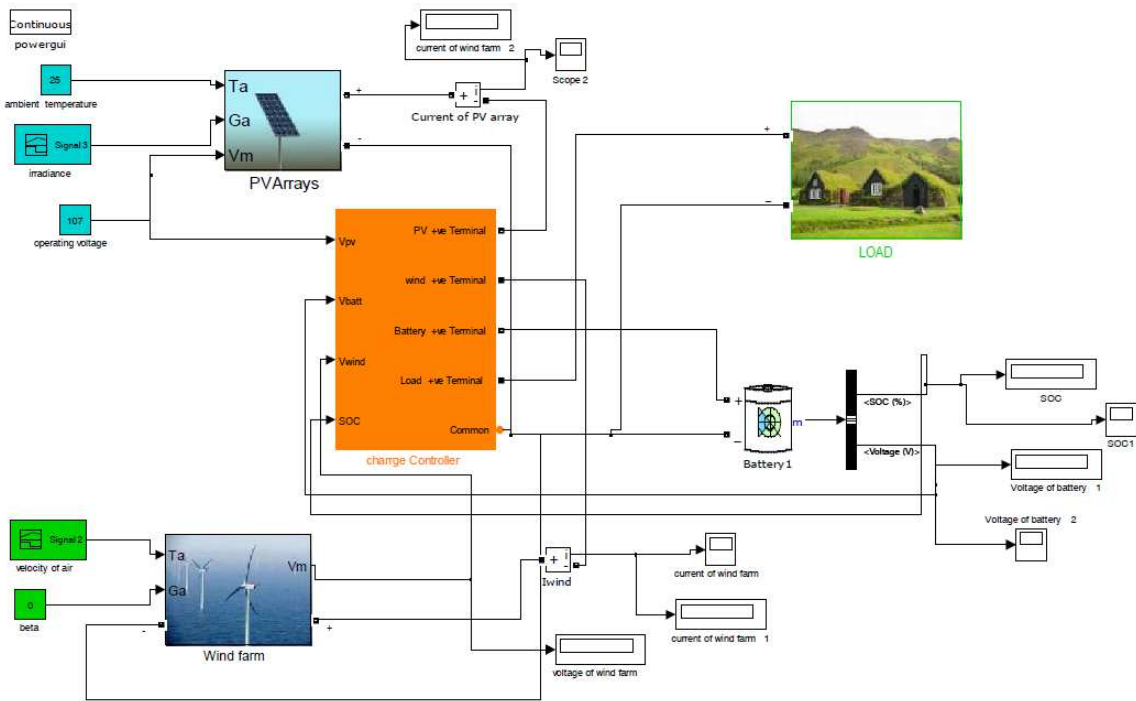 Continuous
powergui
25
ambient temperature
Signal 3
irradiance
107
operating voltage
Ta
Ga
Vm
+
-
PVArrays
current of wind farm 2
Scope 2
+
i
-
Current of PV array
+
-
LOAD
Vpv
Vbatt
Vwind
SOC
PV +ve Terminal
wind +ve Terminal
Battery +ve Terminal
Load +ve Terminal
Common
charrge Controller
+
-
m
Battery 1
<SOC (%)>
<Voltage (V)>
SOC
SOC1
Voltage of battery 1
Voltage of battery 2
Signal 2
velocity of air
0
beta
Ta
Ga
Vm
-
+
Wind farm
+
i
-
Iwind
current of wind farm
current of wind farm 1
voltage of wind farm